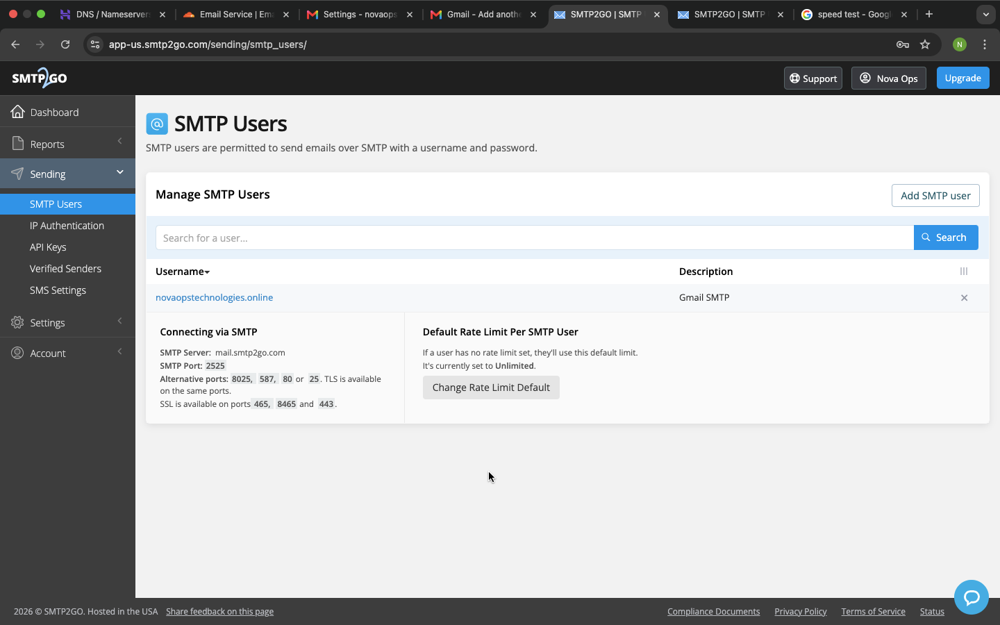 DNS / Nameservers
Email Service | Ema
Settings - novaops
Gmail - Add anothe
SMTP2GO | SMTP
SMTP2GO | SMTP
speed test - Googl
app-us.smtp2go.com/sending/smtp_users/
N
SMTP2GO
Support
Nova Ops
Upgrade
Dashboard
Reports
Sending
SMTP Users
IP Authentication
API Keys
Verified Senders
SMS Settings
Settings
Account
SMTP Users
SMTP users are permitted to send emails over SMTP with a username and password.
Manage SMTP Users
Add SMTP user
Search for a user...
Search
Username
Description
novaopstechnologies.online
Gmail SMTP
Connecting via SMTP
SMTP Server: mail.smtp2go.com
SMTP Port: 2525
Alternative ports: 8025, 587, 80 or 25. TLS is available
on the same ports.
SSL is available on ports 465, 8465 and 443.
Default Rate Limit Per SMTP User
If a user has no rate limit set, they'll use this default limit.
It's currently set to Unlimited.
Change Rate Limit Default
2026 © SMTP2GO. Hosted in the USA
Share feedback on this page
Compliance Documents
Privacy Policy
Terms of Service
Status